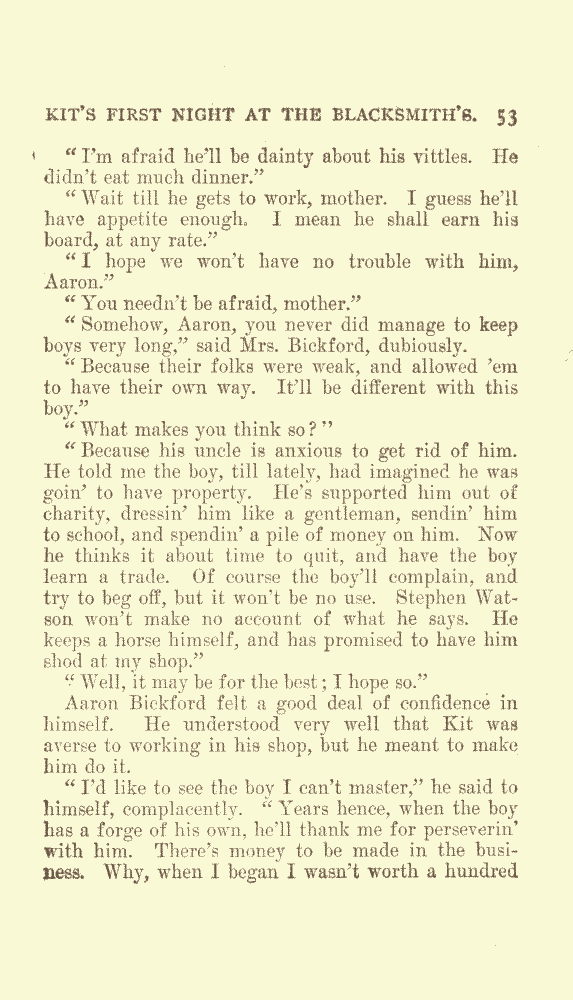 KIT'S FIRST NIGHT AT THE BLACKSMITH'S. 53
“I'm afraid he'll be dainty about his vittles. He
didn't eat much dinner.”
“Wait till he gets to work, mother. I guess he'll
have appetite enough. I mean he shall earn his
board, at any rate.”
“I hope we won't have no trouble with him,
Aaron.”
“You needn't be afraid, mother.”
“Somehow, Aaron, you never did manage to keep
boys very long,” said Mrs. Bickford, dubiously.
“Because their folks were weak, and allowed 'em
to have their own way. It'll be different with this
boy.”
“What makes you think so?”
“Because his uncle is anxious to get rid of him.
He told me the boy, till lately, had imagined he was
goin' to have property. He's supported him out of
charity, dressin' him like a gentleman, sendin' him
to school, and spendin' a pile of money on him. Now
he thinks it about time to quit, and have the boy
learn a trade. Of course the boy'll complain, and
try to beg off, but it won't be no use. Stephen Wat-
son won't make no account of what he says. He
keeps a horse himself, and has promised to have him
shod at my shop.”
“Well, it may be for the best; I hope so.”
Aaron Bickford felt a good deal of confidence in
himself. He understood very well that Kit was
averse to working in his shop, but he meant to make
him do it.
“I'd like to see the boy I can't master,” he said to
himself, complacently. “Years hence, when the boy
has a forge of his own, he'll thank me for perseverin'
with him. There's money to be made in the busi-
ness. Why, when I began I wasn't worth a hundred